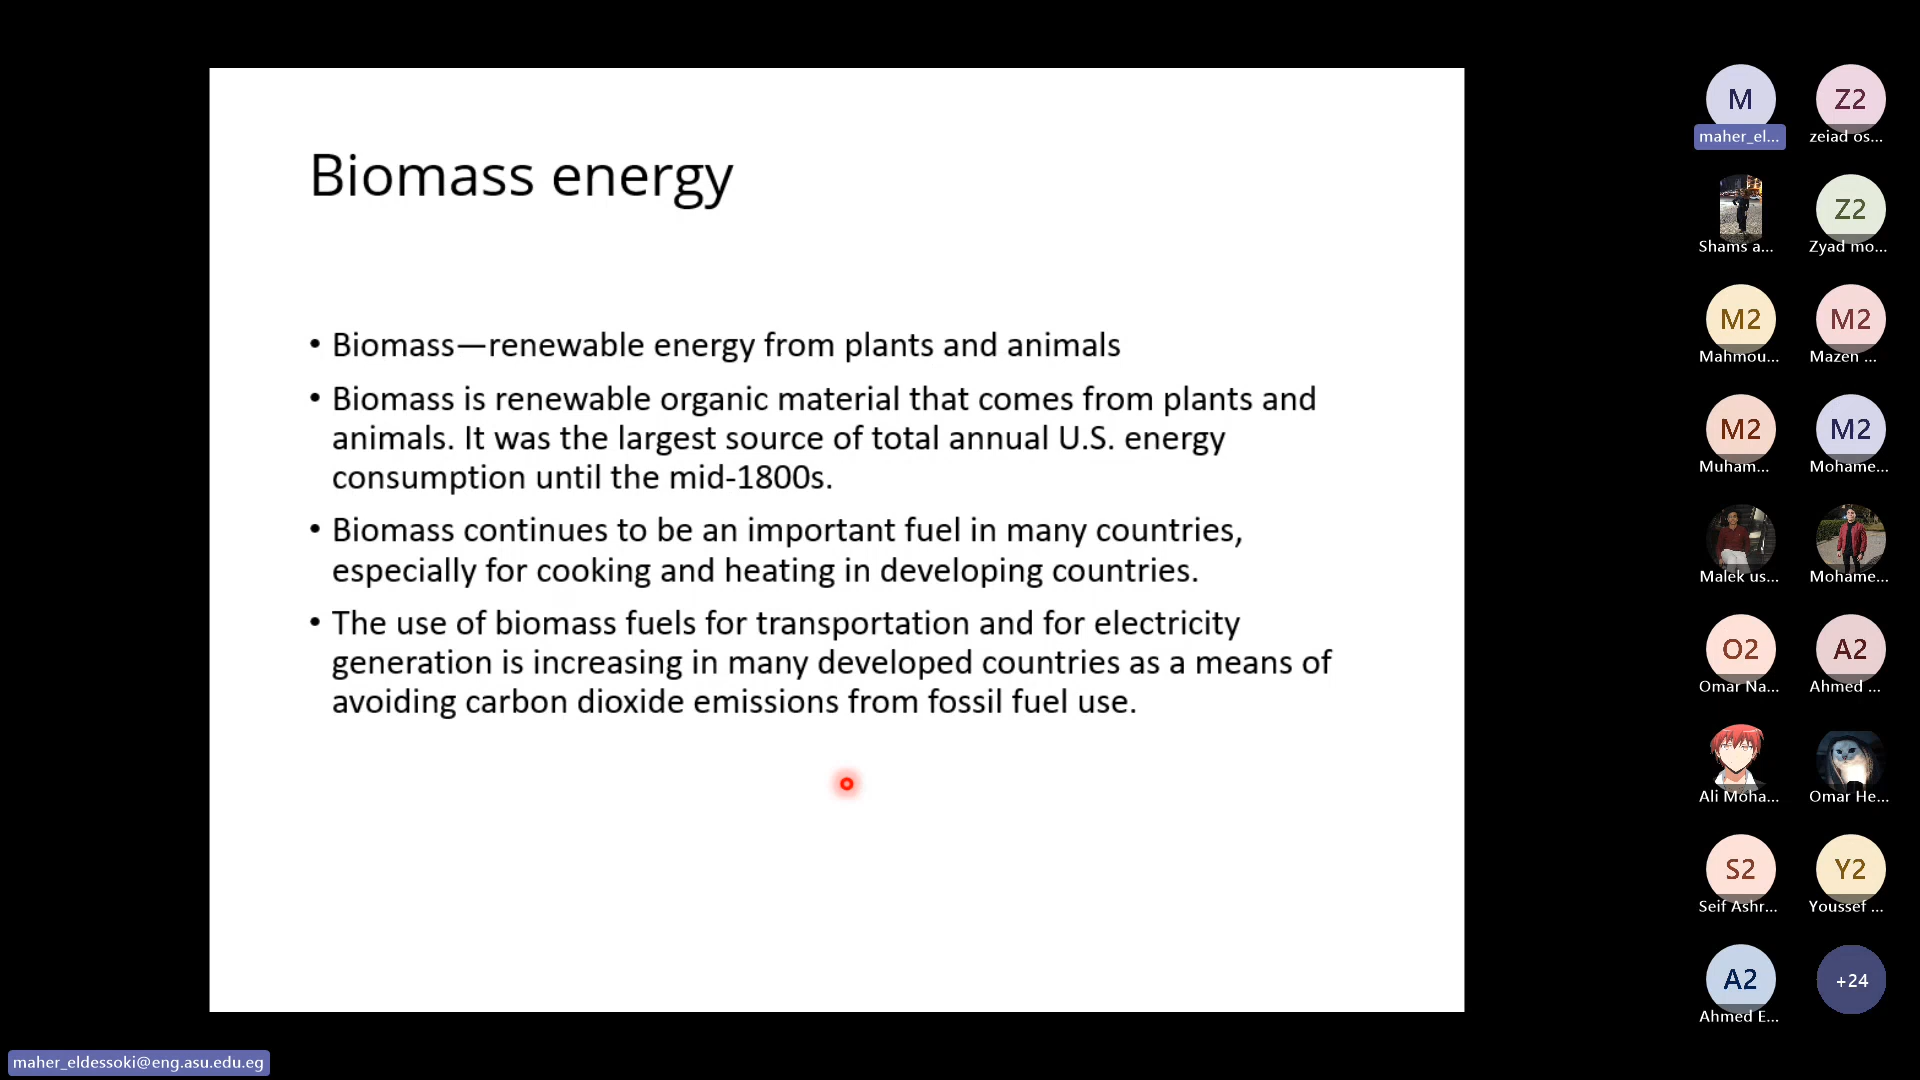 Biomass energy
• Biomass—renewable energy from plants and animals
• Biomass is renewable organic material that comes from plants and
animals. It was the largest source of total annual U.S. energy
consumption until the mid-1800s.
• Biomass continues to be an important fuel in many countries,
especially for cooking and heating in developing countries.
• The use of biomass fuels for transportation and for electricity
generation is increasing in many developed countries as a means of
avoiding carbon dioxide emissions from fossil fuel use.
M
maher_el...
Z2
zeiad os...
Shams a...
Z2
Zyad mo...
M2
Mahmou...
M2
Mazen ...
M2
Muham...
M2
Mohame...
Malek us...
Mohame...
O2
Omar Na...
A2
Ahmed ...
Ali Moha...
Omar He...
S2
Seif Ashr...
Y2
Youssef ...
A2
Ahmed E...
+24
maher_eldessoki@eng.asu.edu.eg